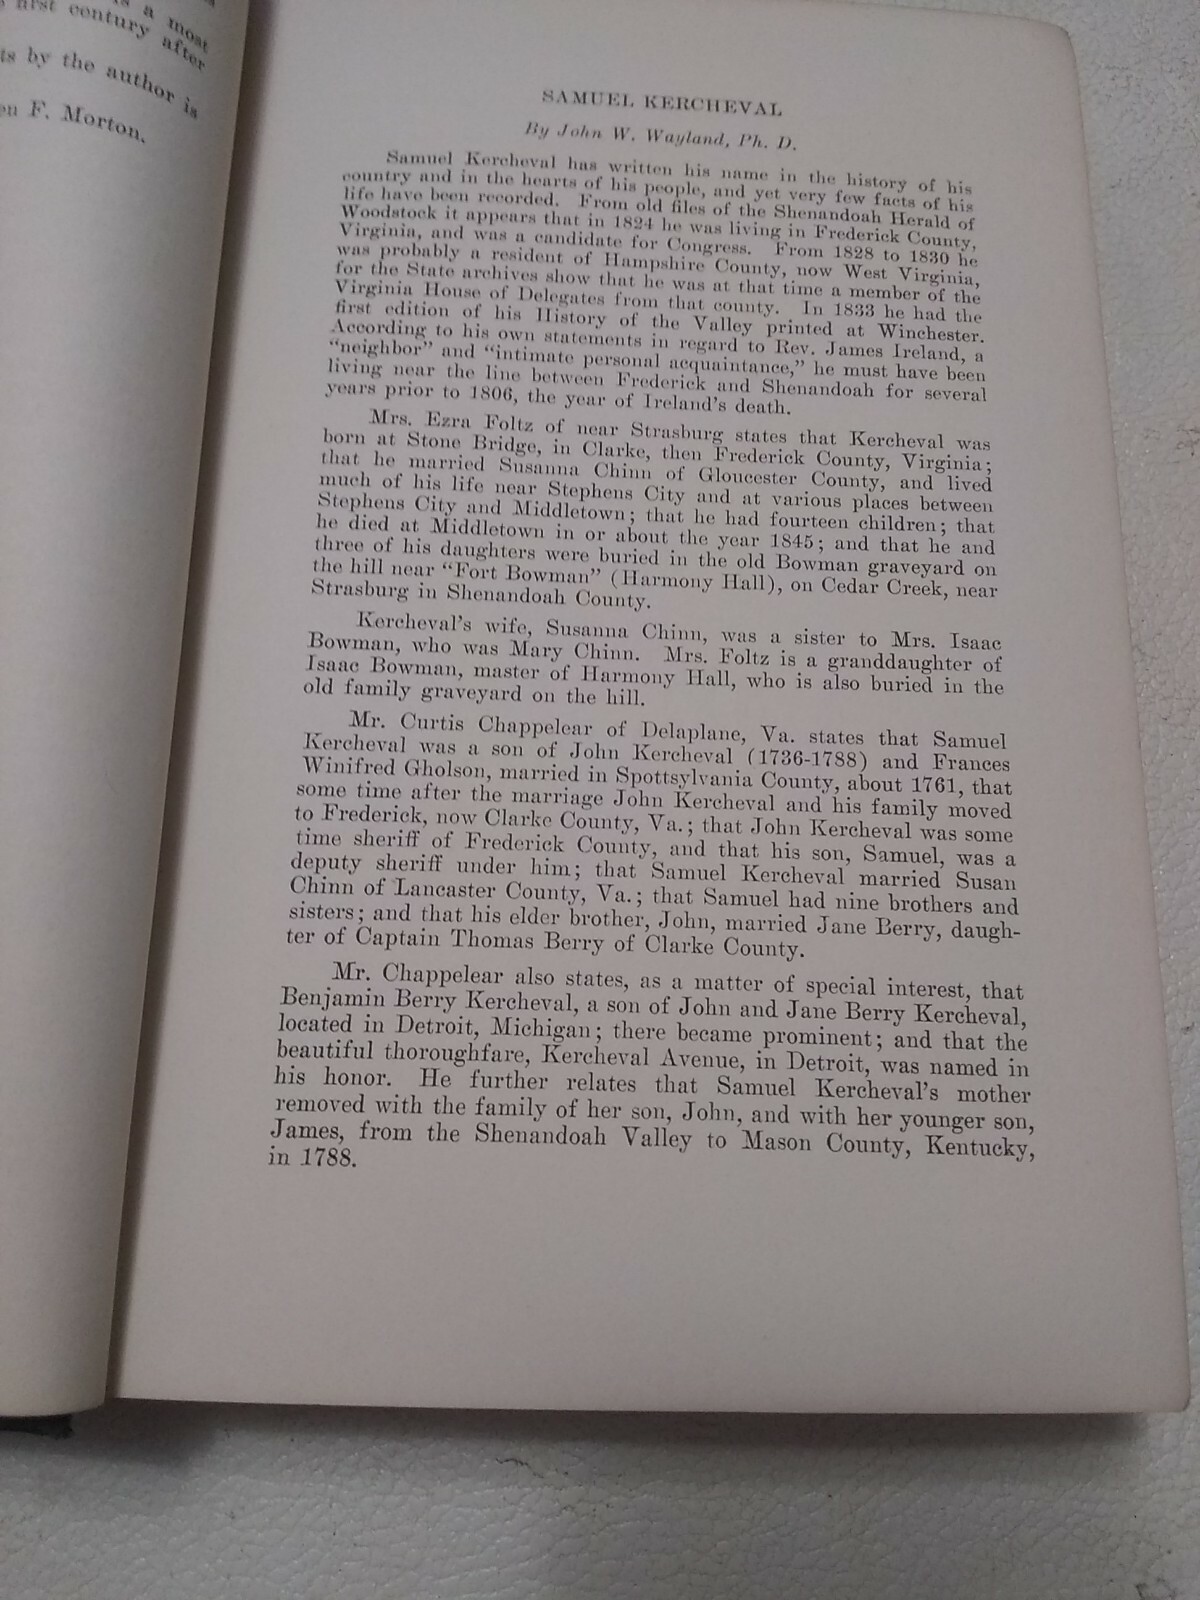 is a most
first century after
ts by the author is
en F. Morton.
SAMUEL KERCHEVAL
By John W. Wayland, Ph. D.
Samuel Kercheval has written his name in the history of his
country and in the hearts of his people, and yet very few facts of his
life have been recorded. From old files of the Shenandoah Herald of
Woodstock it appears that in 1824 he was living in Frederick County,
Virginia, and was a candidate for Congress. From 1828 to 1830 he
was probably a resident of Hampshire County, now West Virginia,
for the State archives show that he was at that time a member of the
Virginia House of Delegates from that county. In 1833 he had the
first edition of his History of the Valley printed at Winchester.
According to his own statements in regard to Rev. James Ireland, a
"neighbor" and "intimate personal acquaintance," he must have been
living near the line between Frederick and Shenandoah for several
years prior to 1806, the year of Ireland's death.
Mrs. Ezra Foltz of near Strasburg states that Kercheval was
born at Stone Bridge, in Clarke, then Frederick County, Virginia;
that he married Susanna Chinn of Gloucester County, and lived
much of his life near Stephens City and at various places between
Stephens City and Middletown; that he had fourteen children; that
he died at Middletown in or about the year 1845; and that he and
three of his daughters were buried in the old Bowman graveyard on
the hill near "Fort Bowman" (Harmony Hall), on Cedar Creek, near
Strasburg in Shenandoah County.
Kercheval's wife, Susanna Chinn, was a sister to Mrs. Isaac
Bowman, who was Mary Chinn. Mrs. Foltz is a granddaughter of
Isaac Bowman, master of Harmony Hall, who is also buried in the
old family graveyard on the hill.
Mr. Curtis Chappelear of Delaplane, Va. states that Samuel
Kercheval was a son of John Kercheval (1736-1788) and Frances
Winifred Gholson, married in Spottsylvania County, about 1761, that
some time after the marriage John Kercheval and his family moved
to Frederick, now Clarke County, Va.; that John Kercheval was some
time sheriff of Frederick County, and that his son, Samuel, was a
deputy sheriff under him; that Samuel Kercheval married Susan
Chinn of Lancaster County, Va.; that Samuel had nine brothers and
sisters; and that his elder brother, John, married Jane Berry, daugh-
ter of Captain Thomas Berry of Clarke County.
Mr. Chappelear also states, as a matter of special interest, that
Benjamin Berry Kercheval, a son of John and Jane Berry Kercheval,
located in Detroit, Michigan; there became prominent; and that the
beautiful thoroughfare, Kercheval Avenue, in Detroit, was named in
his honor. He further relates that Samuel Kercheval's mother
removed with the family of her son, John, and with her younger son,
James, from the Shenandoah Valley to Mason County, Kentucky,
in 1788.